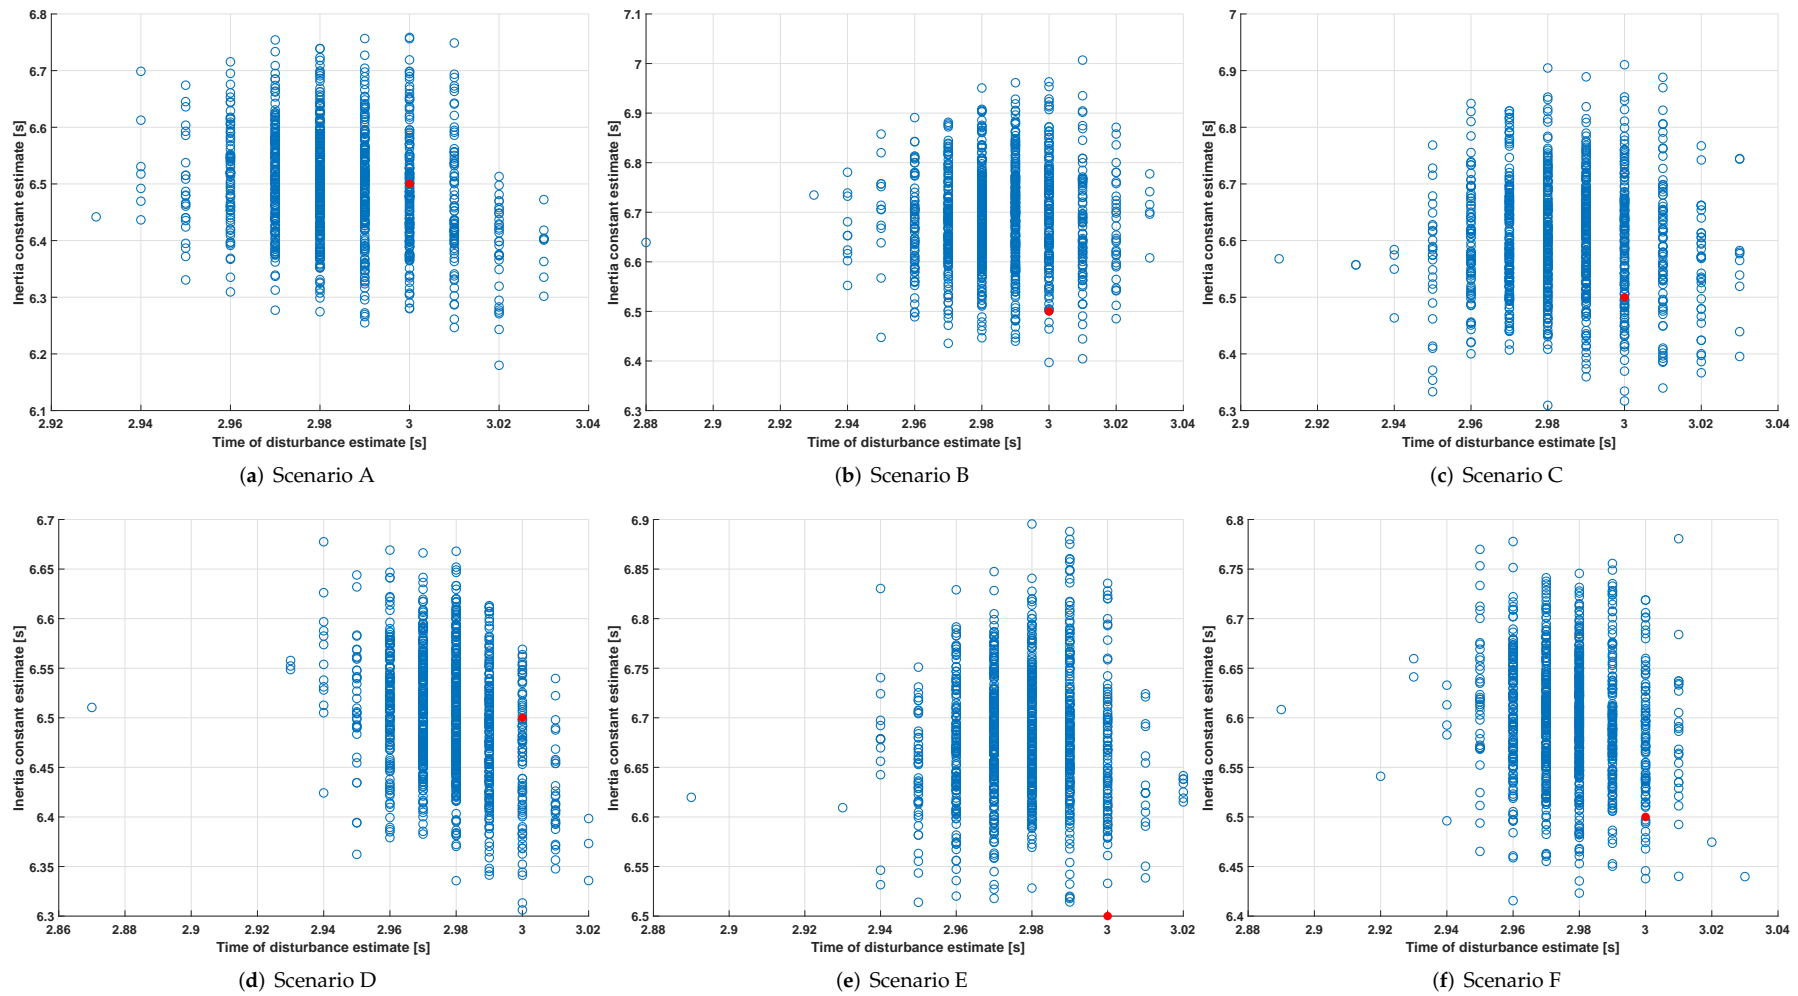 6.8
6.7
6.6
6.5
6.4
6.3
6.2
6.1
Inertia constant estimate [s]
2.92 2.94 2.96 2.98 3 3.02 3.04
Time of disturbance estimate [s]
(a) Scenario A
7.1
7
6.9
6.8
6.7
6.6
6.5
6.4
6.3
Inertia constant estimate [s]
2.88 2.9 2.92 2.94 2.96 2.98 3 3.02 3.04
Time of disturbance estimate [s]
(b) Scenario B
7
6.9
6.8
6.7
6.6
6.5
6.4
6.3
Inertia constant estimate [s]
2.9 2.92 2.94 2.96 2.98 3 3.02 3.04
Time of disturbance estimate [s]
(c) Scenario C
6.7
6.65
6.6
6.55
6.5
6.45
6.4
6.35
6.3
Inertia constant estimate [s]
2.86 2.88 2.9 2.92 2.94 2.96 2.98 3 3.02
Time of disturbance estimate [s]
(d) Scenario D
6.9
6.85
6.8
6.75
6.7
6.65
6.6
6.55
6.5
Inertia constant estimate [s]
2.88 2.9 2.92 2.94 2.96 2.98 3 3.02
Time of disturbance estimate [s]
(e) Scenario E
6.8
6.75
6.7
6.65
6.6
6.55
6.5
6.45
6.4
Inertia constant estimate [s]
2.88 2.9 2.92 2.94 2.96 2.98 3 3.02 3.04
Time of disturbance estimate [s]
(f) Scenario F